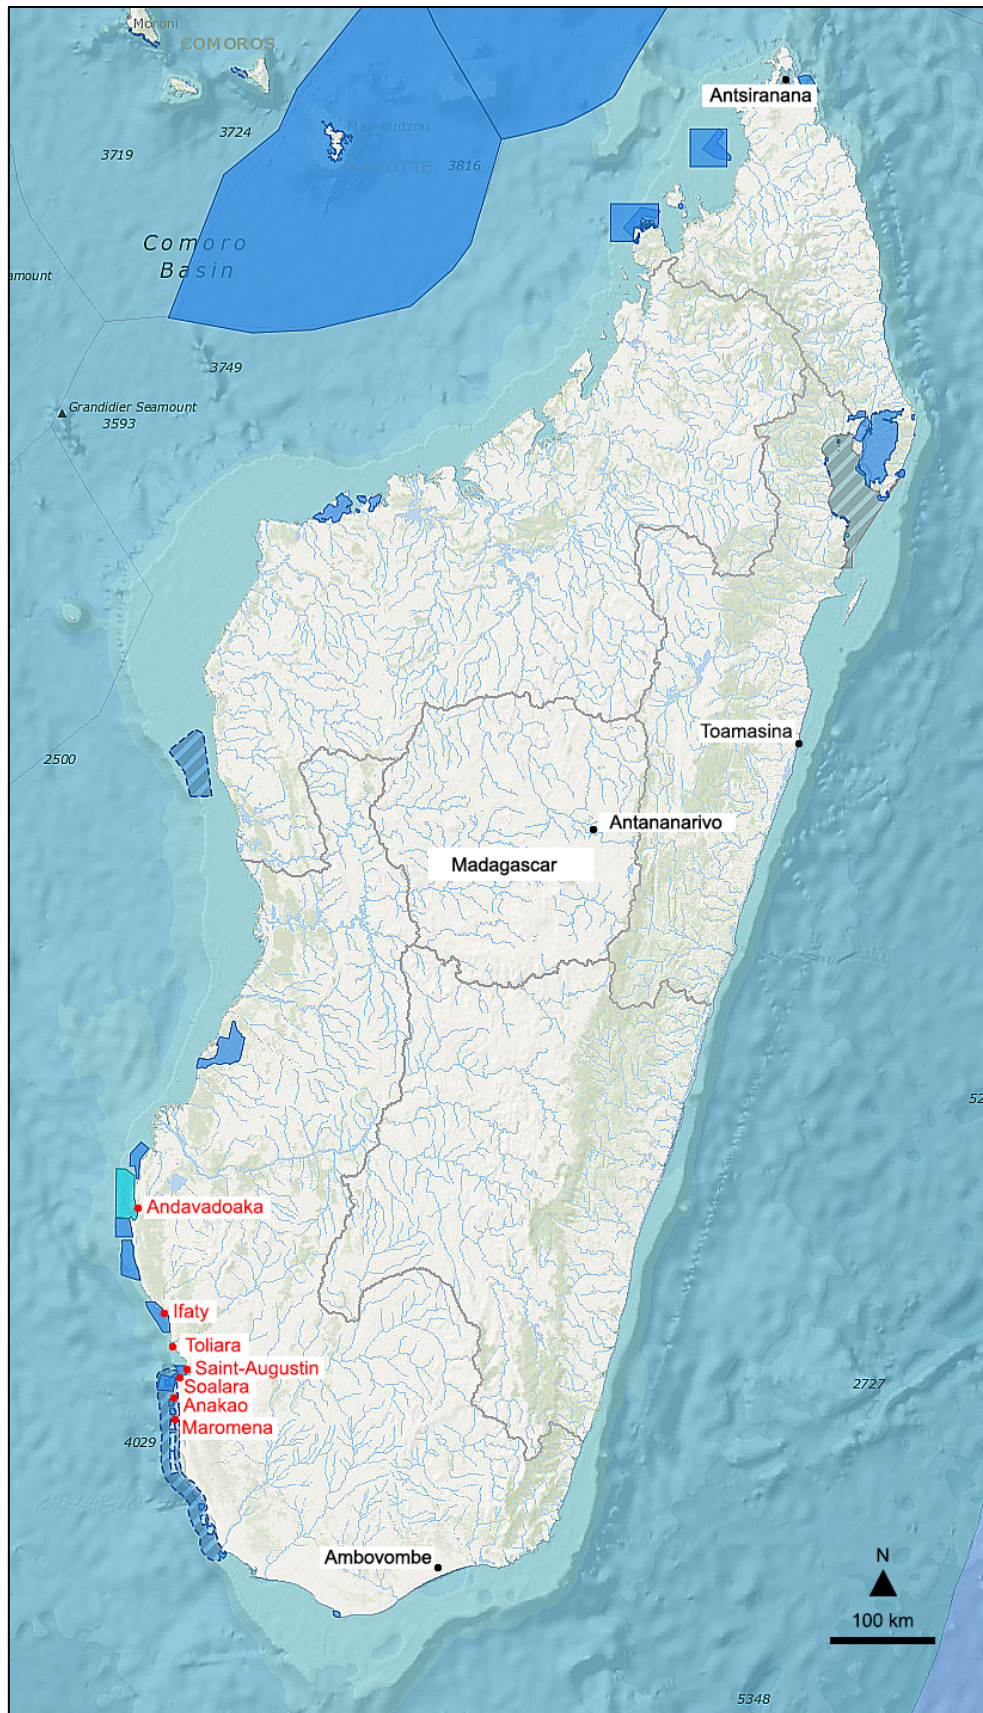 Moroni
COMOROS
Antsiranana
3724
Mamoudzou
MAYOTTE
3816
3719
Comoro
Basin
amount
3749
Grandidier Seamount
3593
2500
Toamasina
Antananarivo
Madagascar
52
Andavadoaka
Ifaty
Toliara
Saint-Augustin
Soalara
2727
Anakao
Maromena
4029
Ambovombe
N
100 km
5348